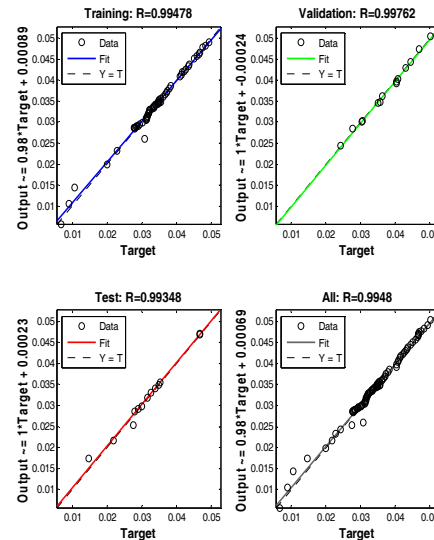 Training: R=0.99478
Output ~= 0.98*Target + 0.00089
0.05
0.045
0.04
0.035
0.03
0.025
0.02
0.015
0.01
Data
Fit
Y = T
0.01 0.02 0.03 0.04 0.05
Target
Validation: R=0.99762
Output ~= 1*Target + -0.00024
0.05
0.045
0.04
0.035
0.03
0.025
0.02
0.015
0.01
Data
Fit
Y = T
0.01 0.02 0.03 0.04 0.05
Target
Test: R=0.99348
Output ~= 1*Target + 0.00023
0.05
0.045
0.04
0.035
0.03
0.025
0.02
0.015
0.01
Data
Fit
Y = T
0.01 0.02 0.03 0.04 0.05
Target
All: R=0.9948
Output ~= 0.98*Target + 0.00069
0.05
0.045
0.04
0.035
0.03
0.025
0.02
0.015
0.01
Data
Fit
Y = T
0.01 0.02 0.03 0.04 0.05
Target